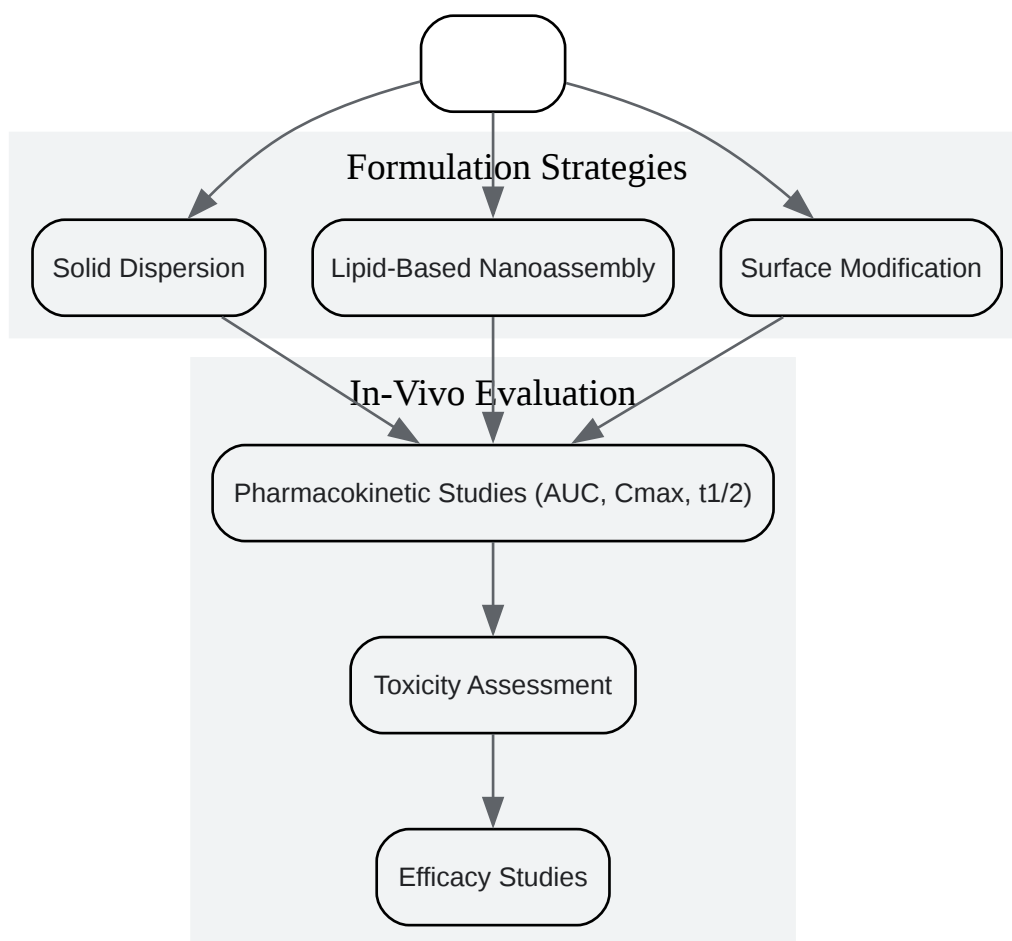 Formulation Strategies
Solid Dispersion
Lipid-Based Nanoassembly
Surface Modification
In-Vivo Evaluation
Pharmacokinetic Studies (AUC, Cmax, t1/2)
Toxicity Assessment
Efficacy Studies